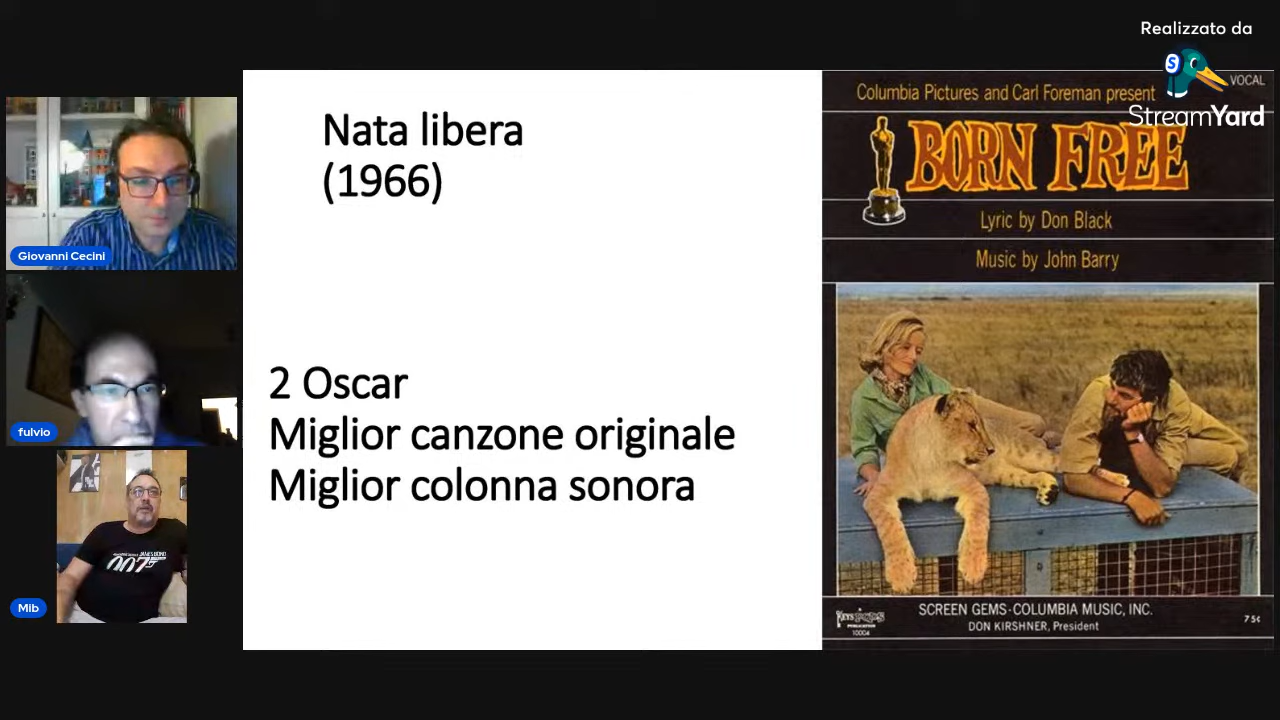 Realizzato da
StreamYard
Giovanni Cecini
fulvio
Mib
007
Nata libera
(1966)
2 Oscar
Miglior canzone originale
Miglior colonna sonora
VOCAL
Columbia Pictures and Carl Foreman present
BORN FREE
Lyric by Don Black
Music by John Barry
SCREEN GEMS-COLUMBIA MUSIC, INC.
DON KIRSHNER, President
75¢